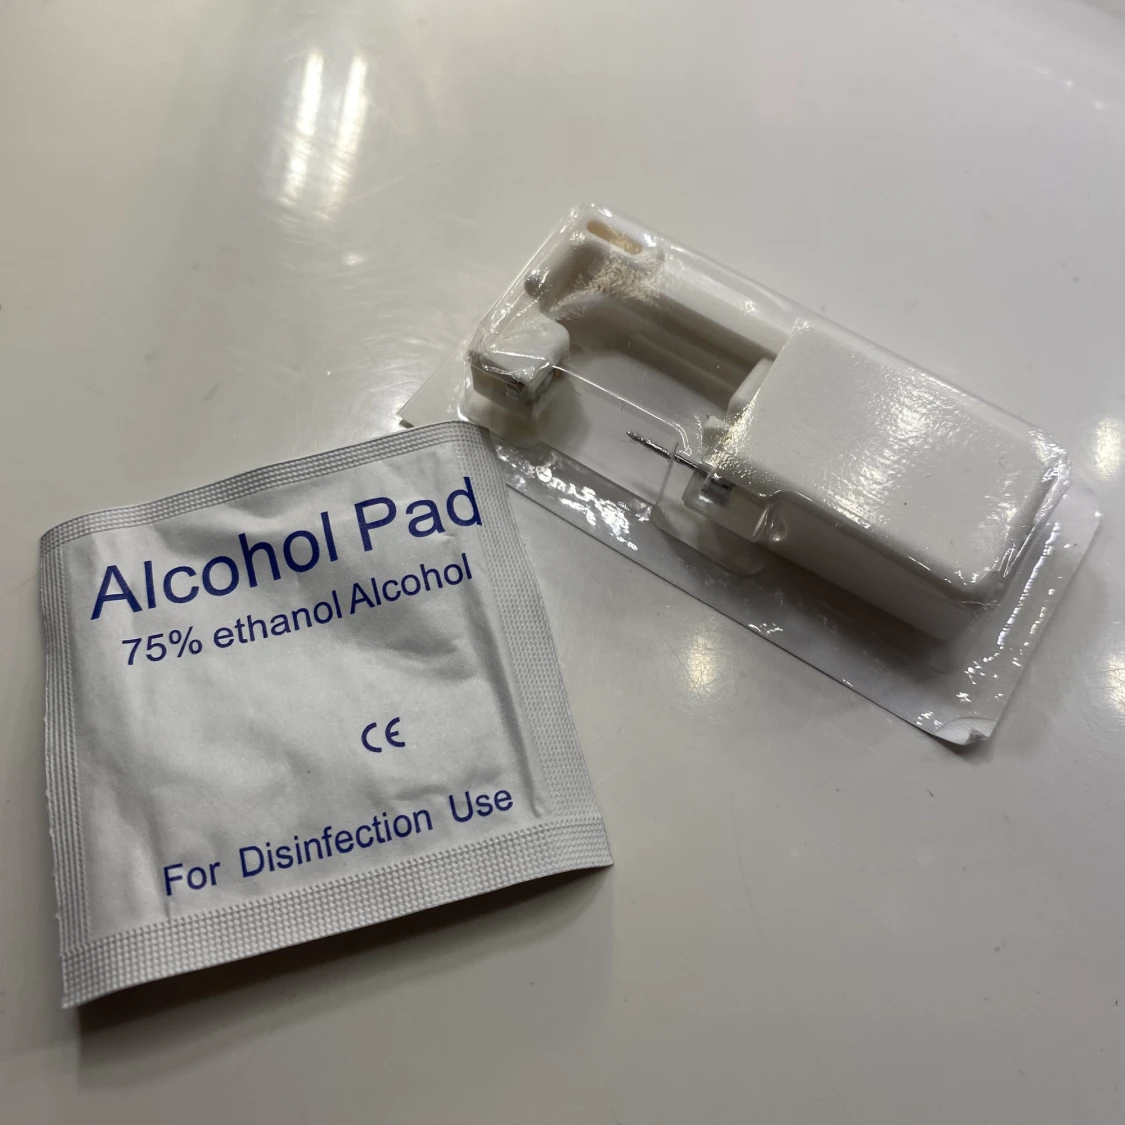 Alcohol Pad
75% ethanol Alcohol
CE
For Disinfection Use